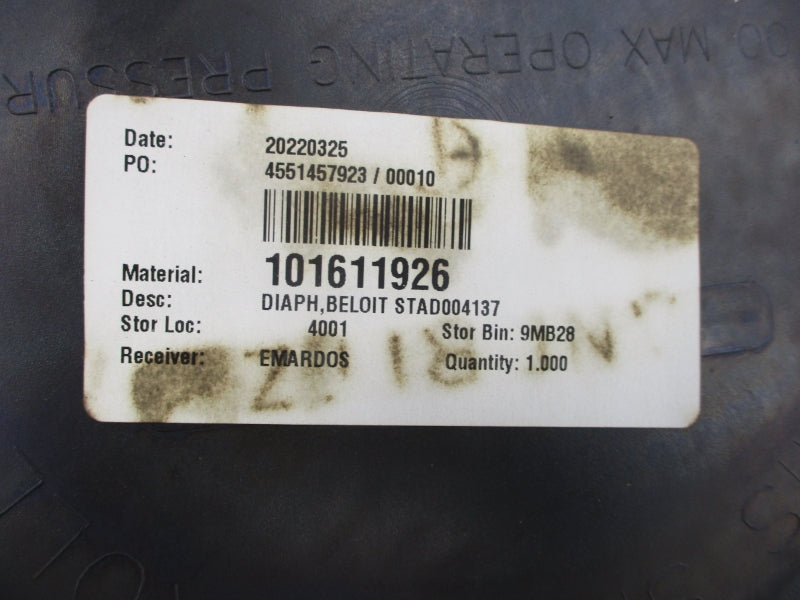 OO MAX OPERATING PRESSUR
Date: 20220325
PO: 4551457923 / 00010
Material: 101611926
Desc: DIAPH,BELOIT STAD004137
Stor Loc: 4001 Stor Bin: 9MB28
Receiver: EMARDOS Quantity: 1.000